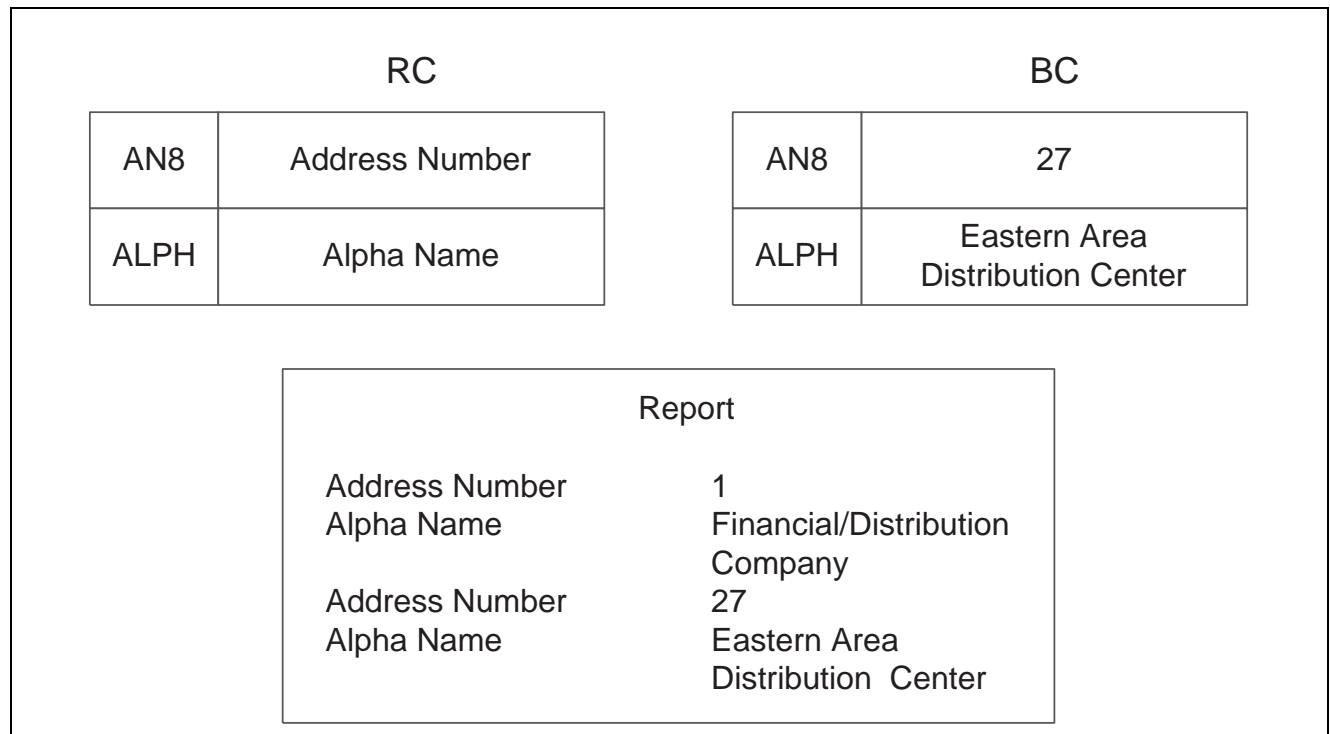 RC
AN8 Address Number
ALPH Alpha Name
BC
AN8 27
ALPH Eastern Area
Distribution Center
Report
Address Number 1
Alpha Name Financial/Distribution
Company
Address Number 27
Alpha Name Eastern Area
Distribution Center